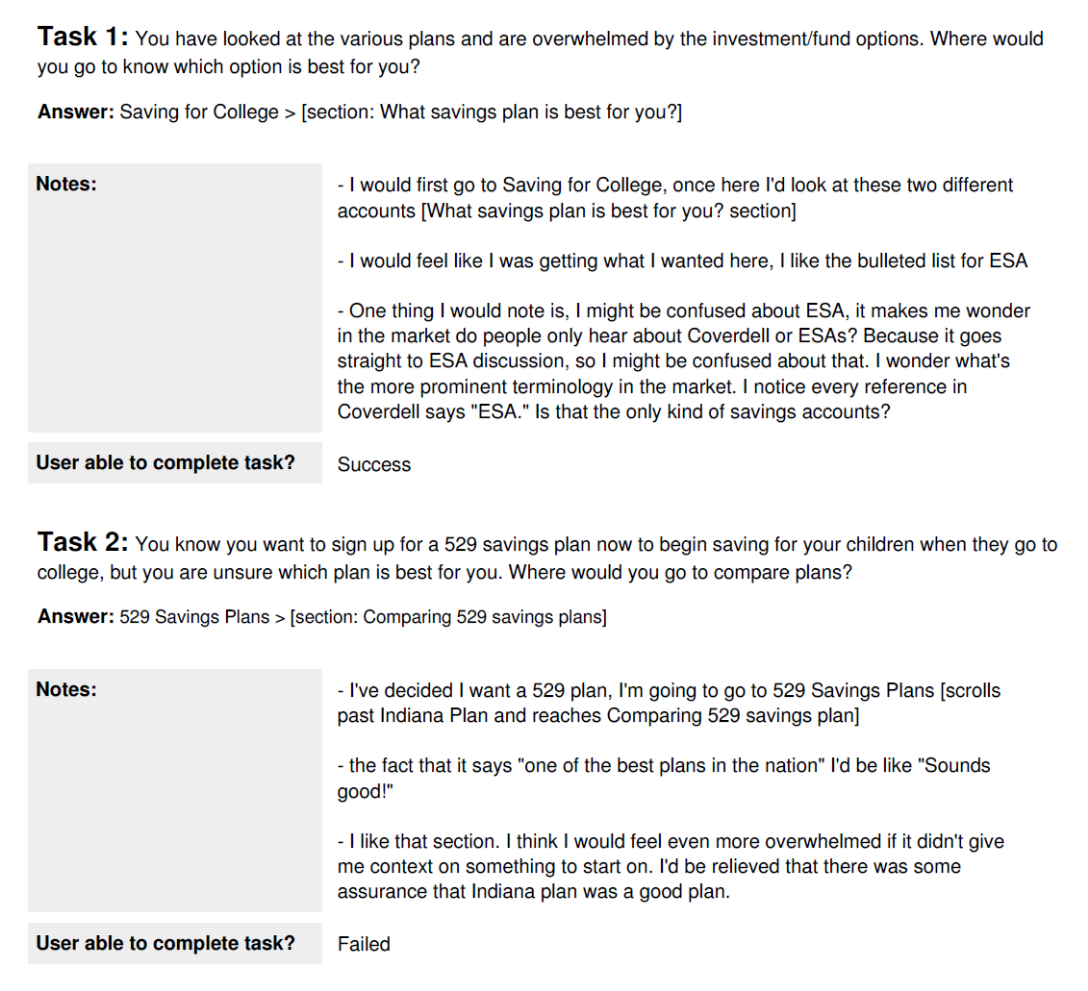 Task 1: You have looked at the various plans and are overwhelmed by the investment/fund options. Where would
you go to know which option is best for you?
Answer: Saving for College > [section: What savings plan is best for you?]
Notes:
- I would first go to Saving for College, once here I'd look at these two different
accounts [What savings plan is best for you? section]
- I would feel like I was getting what I wanted here, I like the bulleted list for ESA
- One thing I would note is, I might be confused about ESA, it makes me wonder
in the market do people only hear about Coverdell or ESAs? Because it goes
straight to ESA discussion, so I might be confused about that. I wonder what's
the more prominent terminology in the market. I notice every reference in
Coverdell says "ESA." Is that the only kind of savings accounts?
User able to complete task?
Success
Task 2: You know you want to sign up for a 529 savings plan now to begin saving for your children when they go to
college, but you are unsure which plan is best for you. Where would you go to compare plans?
Answer: 529 Savings Plans > [section: Comparing 529 savings plans]
Notes:
- I've decided I want a 529 plan, I'm going to go to 529 Savings Plans [scrolls
past Indiana Plan and reaches Comparing 529 savings plan]
- the fact that it says "one of the best plans in the nation" I'd be like "Sounds
good!"
- I like that section. I think I would feel even more overwhelmed if it didn't give
me context on something to start on. I'd be relieved that there was some
assurance that Indiana plan was a good plan.
User able to complete task?
Failed